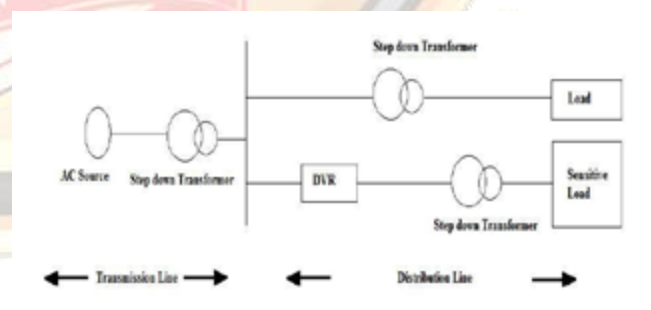 Step down Transformer
Load
AC Source
Step down Transformer
DVR
Sensitive
Load
Step down Transformer
Transmission Line
Distribution Line